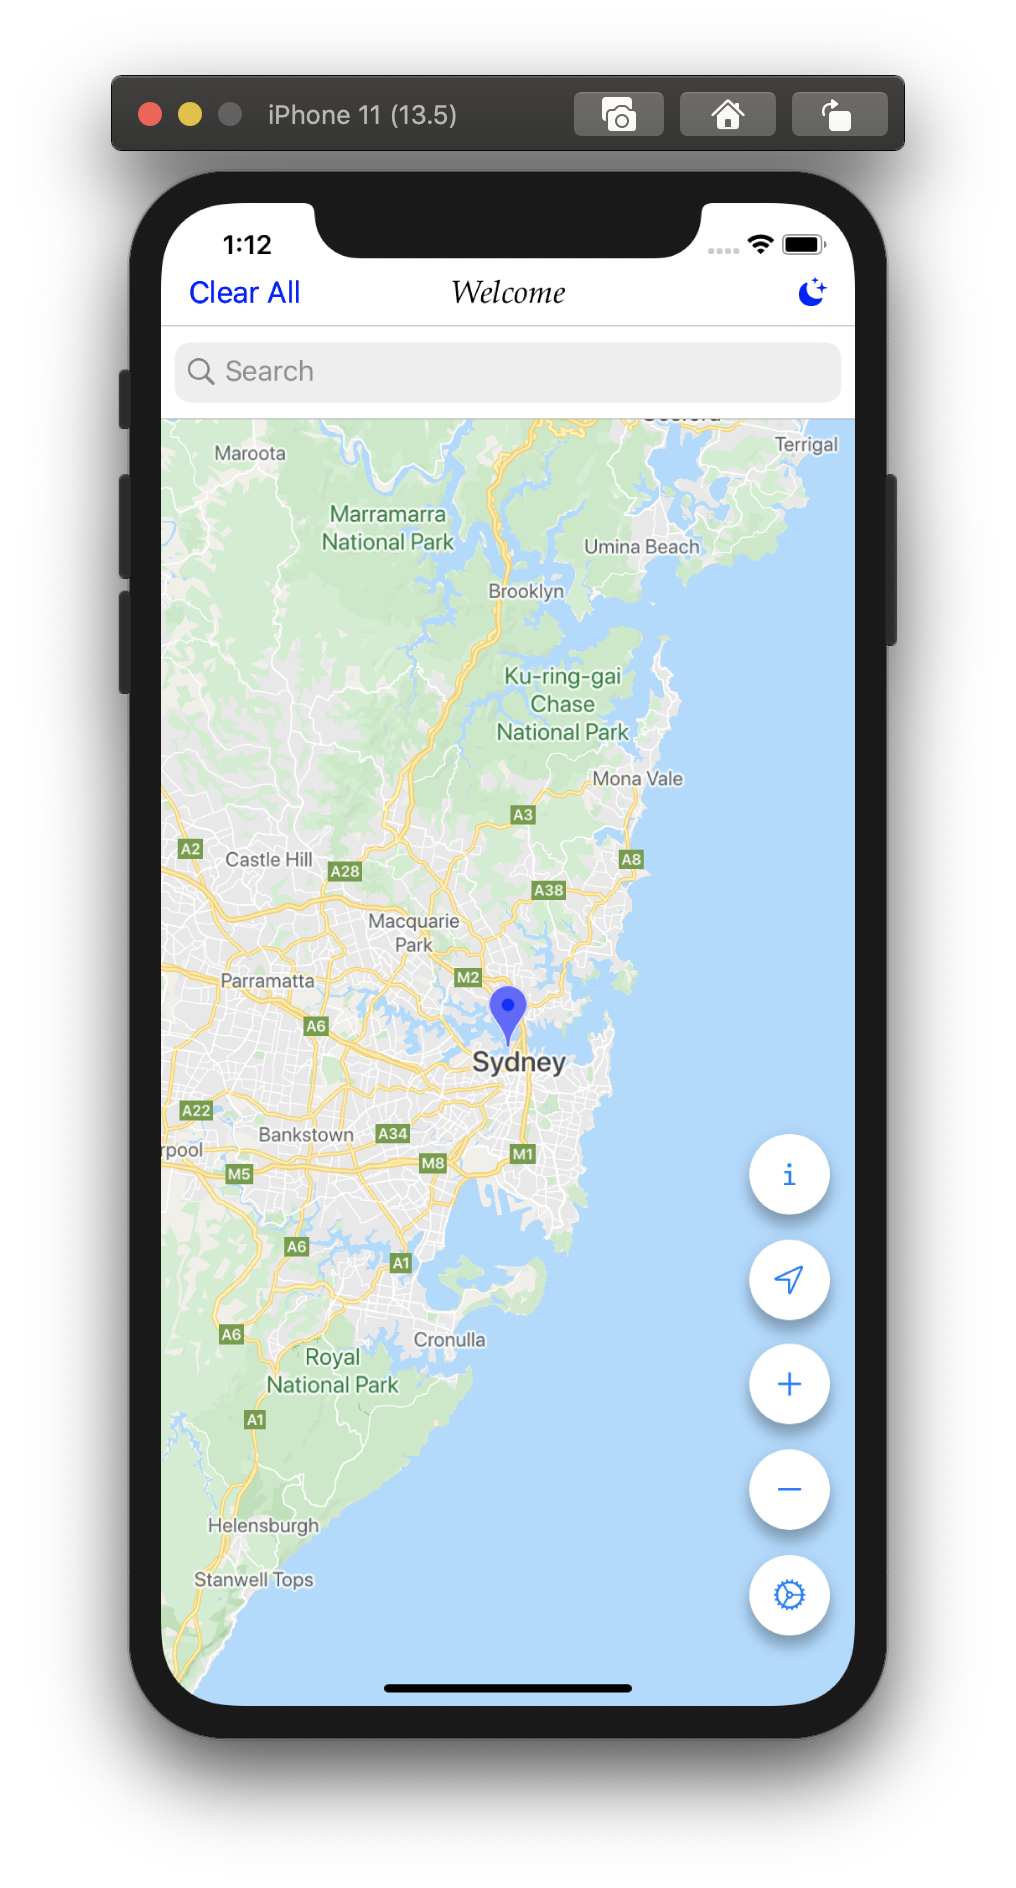 iPhone 11 (13.5)
1:12
Clear All
Welcome
Search
Terrigal
Maroota
Marramarra
National Park
Umina Beach
Brooklyn
Ku-ring-gai
Chase
National Park
Mona Vale
A3
A2
Castle Hill
A28
A8
A38
Macquarie
Park
M2
Parramatta
A6
Sydney
A22
Bankstown
A34
rpool
M8
M1
M5
i
A6
A1
A6
Cronulla
Royal
National Park
A1
Helensburgh
Stanwell Tops